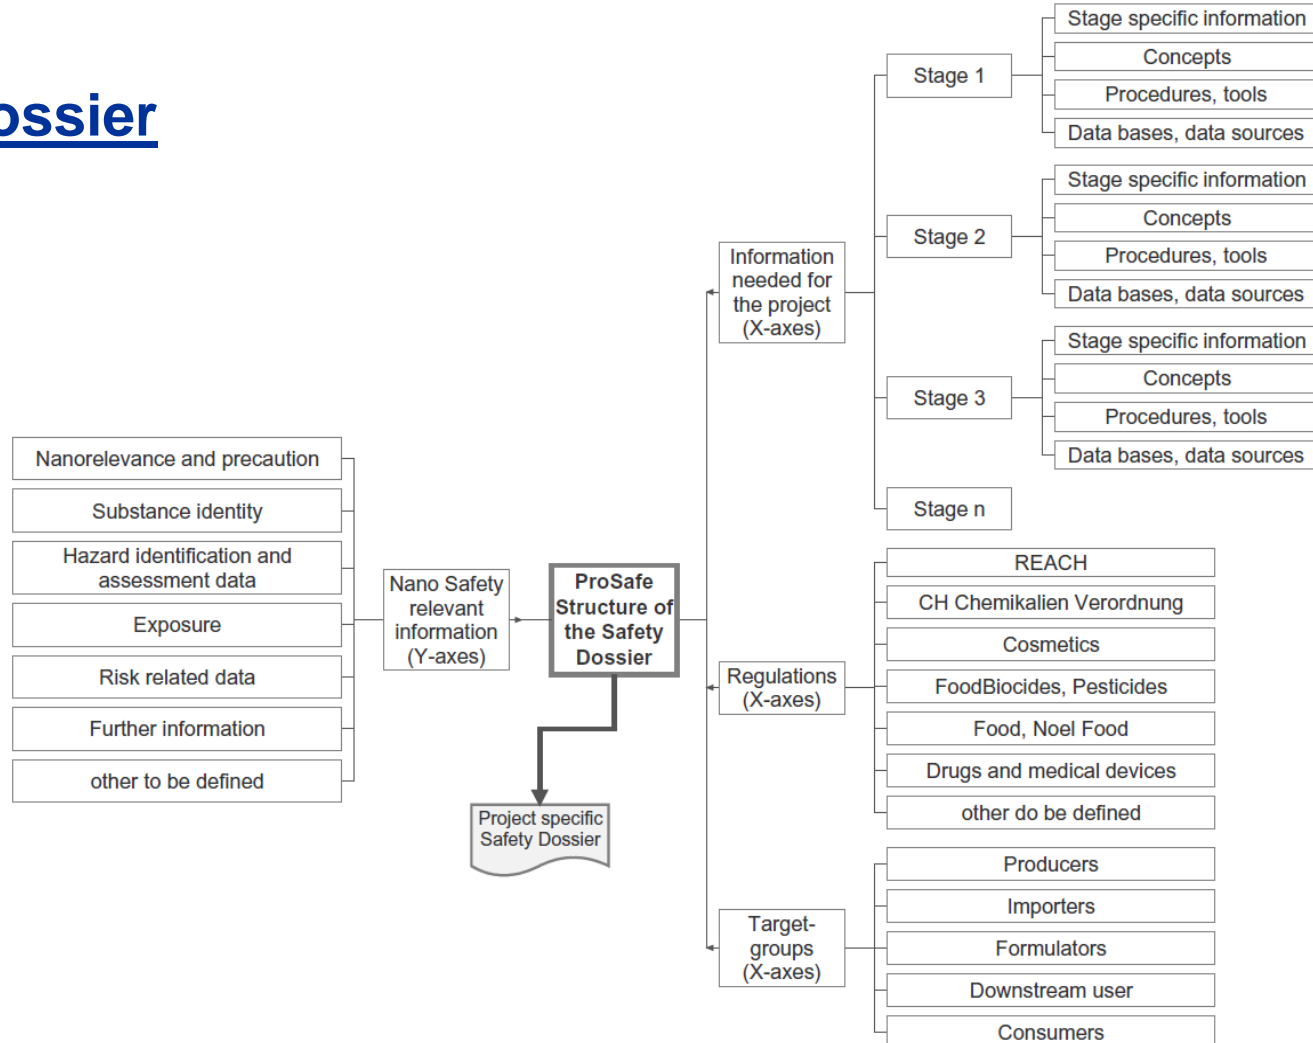 ossier
Stage specific information
Concepts
Stage 1
Procedures, tools
Data bases, data sources
Stage specific information
Concepts
Stage 2
Procedures, tools
Data bases, data sources
Information
needed for
the project
(X-axes)
Stage specific information
Concepts
Stage 3
Procedures, tools
Data bases, data sources
Stage n
Nanorelevance and precaution
Substance identity
Hazard identification and
assessment data
Exposure
Risk related data
Further information
other to be defined
Nano Safety
relevant
information
(Y-axes)
ProSafe
Structure of
the Safety
Dossier
Project specific
Safety Dossier
Regulations
(X-axes)
REACH
CH Chemikalien Verordnung
Cosmetics
FoodBiocides, Pesticides
Food, Noel Food
Drugs and medical devices
other do be defined
Target-
groups
(X-axes)
Producers
Importers
Formulators
Downstream user
Consumers